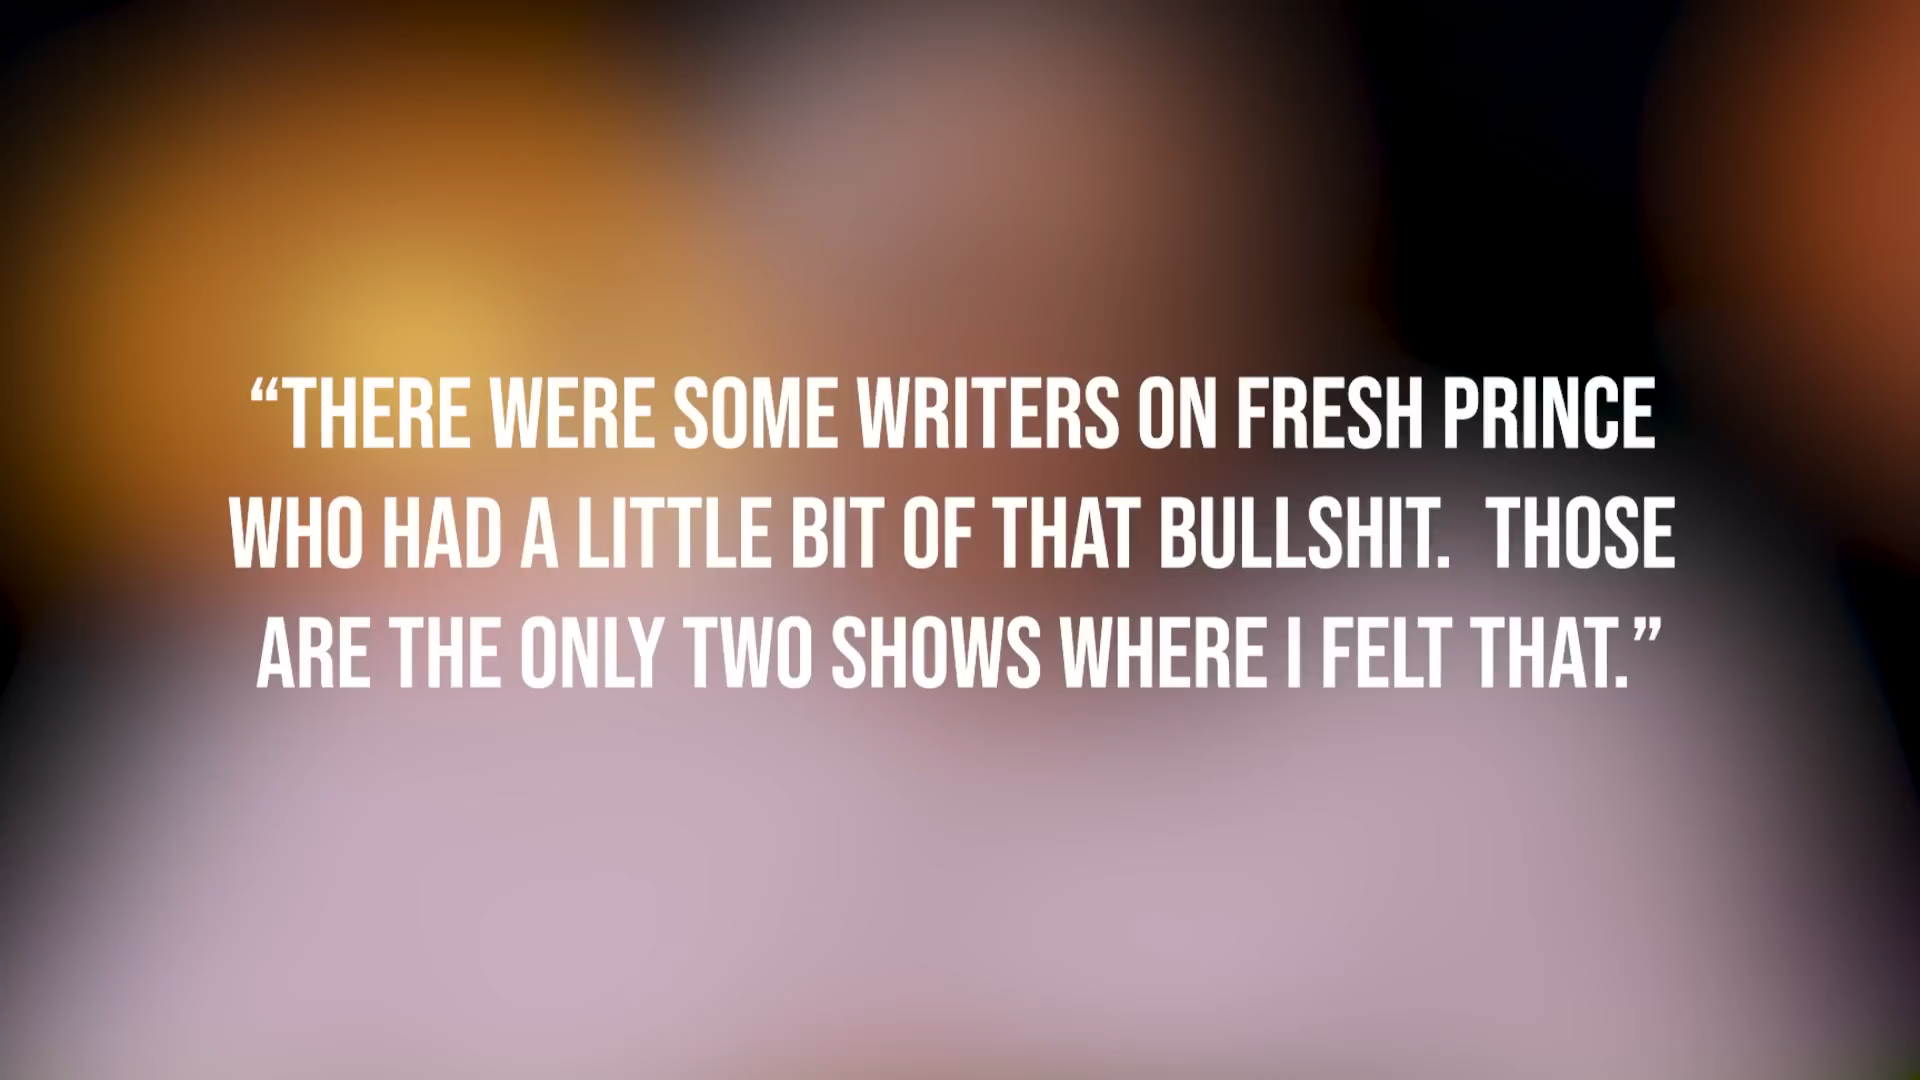 “THERE WERE SOME WRITERS ON FRESH PRINCE
WHO HAD A LITTLE BIT OF THAT BULLSHIT.  THOSE
ARE THE ONLY TWO SHOWS WHERE I FELT THAT.”